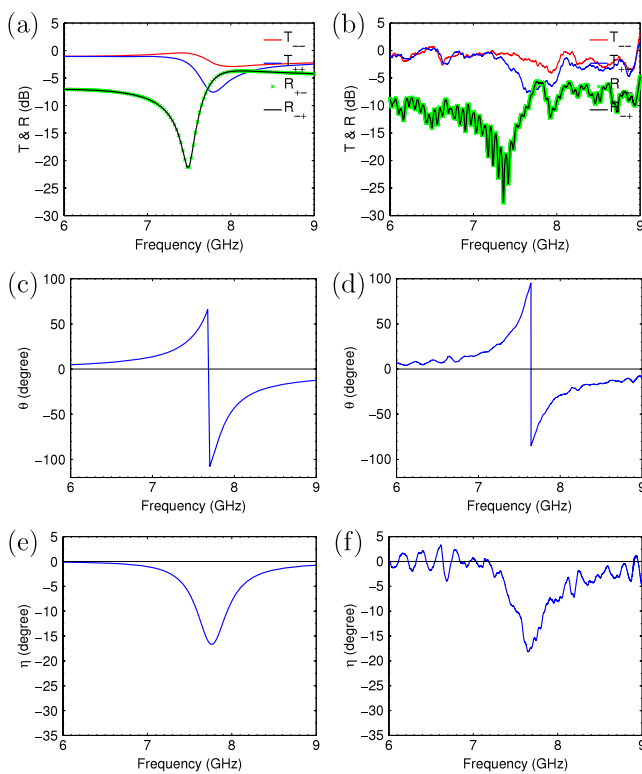 (a)
5
0
−5
−10
−15
−20
−25
−30
T & R (dB)
6 7 8 9
Frequency (GHz)
T−−
T++
R+−
R−+
(b)
5
0
−5
−10
−15
−20
−25
−30
T & R (dB)
6 7 8 9
Frequency (GHz)
T−−
T++
R+−
R−+
(c)
100
50
0
−50
−100
θ (degree)
6 7 8 9
Frequency (GHz)
(d)
100
50
0
−50
−100
θ (degree)
6 7 8 9
Frequency (GHz)
(e)
5
0
−5
−10
−15
−20
−25
−30
−35
η (degree)
6 7 8 9
Frequency (GHz)
(f)
5
0
−5
−10
−15
−20
−25
−30
−35
η (degree)
6 7 8 9
Frequency (GHz)